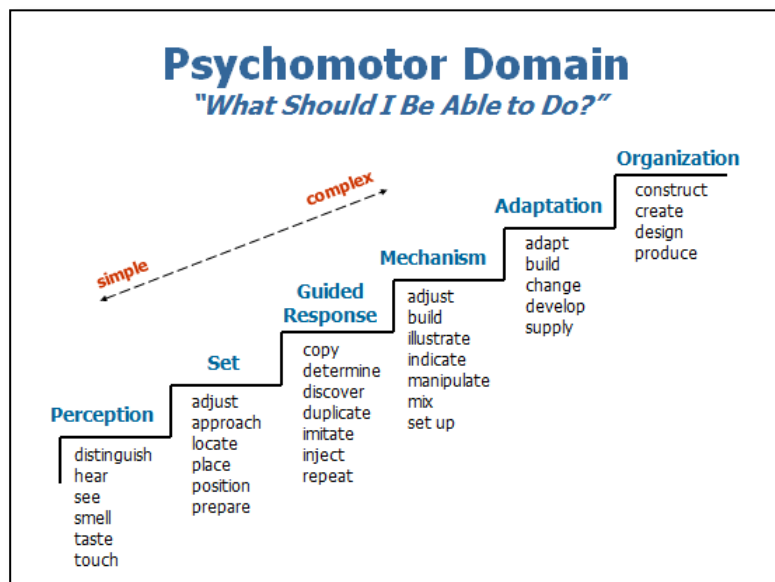 Psychomotor Domain
“What Should I Be Able to Do?”
simple
complex
Perception
distinguish
hear
see
smell
taste
touch
Set
adjust
approach
locate
place
position
prepare
Guided
Response
copy
determine
discover
duplicate
imitate
inject
repeat
Mechanism
adjust
build
illustrate
indicate
manipulate
mix
set up
Adaptation
adapt
build
change
develop
supply
Organization
construct
create
design
produce